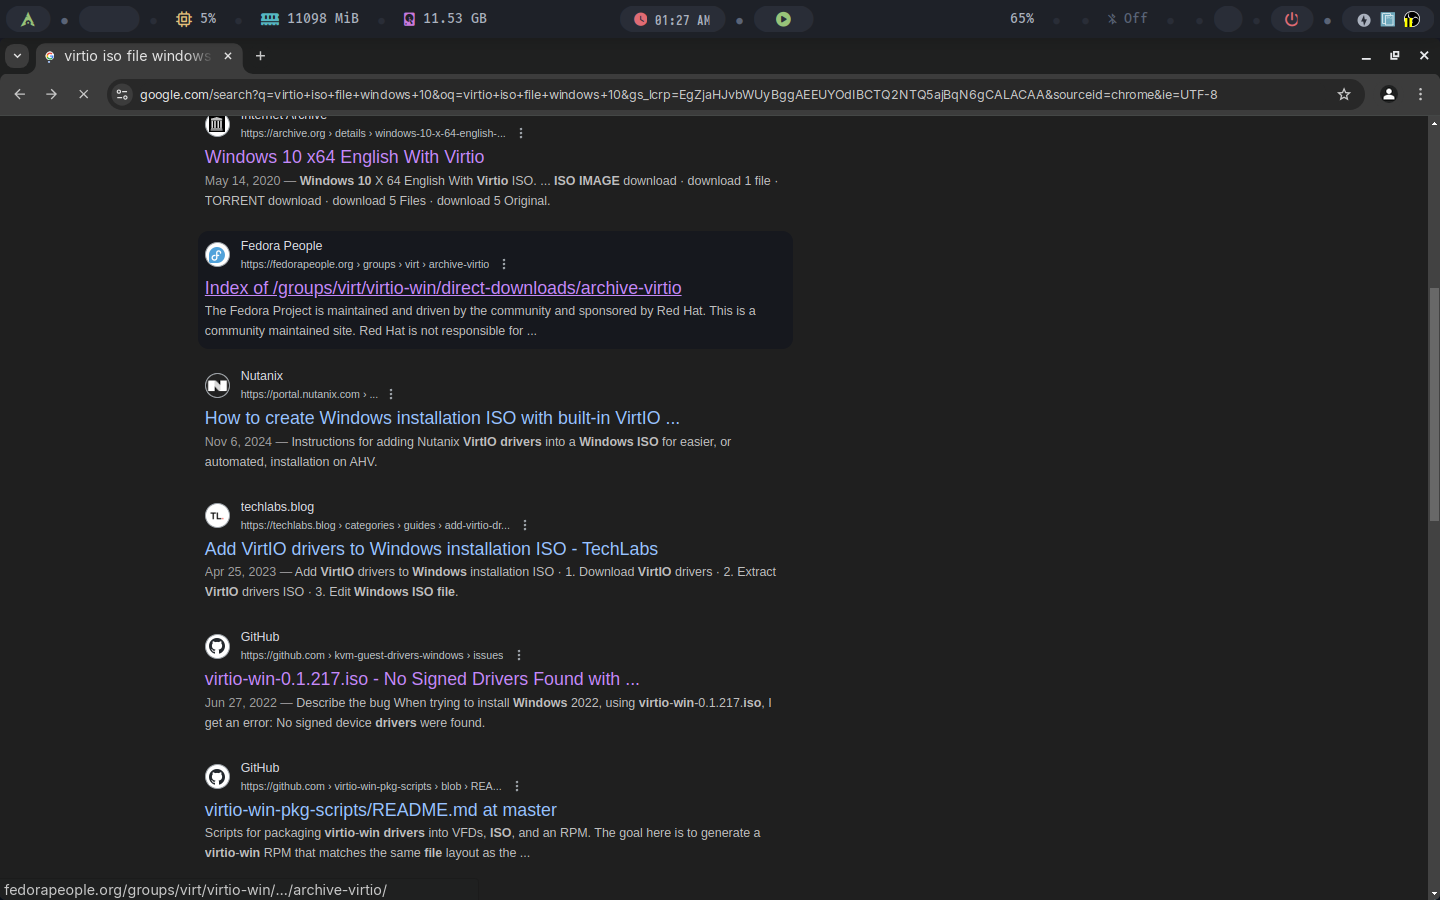 5%
11098 MiB
11.53 GB
01:27 AM
65%
Off
virtio iso file windows
google.com/search?q=virtio+iso+file+windows+10&oq=virtio+iso+file+windows+10&gs_lcrp=EgZjaHJvbWUyBggAEEUYOdIBCTQ2NTQ5ajBqN6gCALACAA&sourceid=chrome&ie=UTF-8
Internet Archive
https://archive.org › details › windows-10-x-64-english-...
Windows 10 x64 English With Virtio
May 14, 2020 — Windows 10 X 64 English With Virtio ISO. ... ISO IMAGE download · download 1 file ·
TORRENT download · download 5 Files · download 5 Original.
Fedora People
https://fedorapeople.org › groups › virt › archive-virtio
Index of /groups/virt/virtio-win/direct-downloads/archive-virtio
The Fedora Project is maintained and driven by the community and sponsored by Red Hat. This is a
community maintained site. Red Hat is not responsible for ...
Nutanix
https://portal.nutanix.com › ...
How to create Windows installation ISO with built-in VirtIO ...
Nov 6, 2024 — Instructions for adding Nutanix VirtIO drivers into a Windows ISO for easier, or
automated, installation on AHV.
TL.
techlabs.blog
https://techlabs.blog › categories › guides › add-virtio-dr...
Add VirtIO drivers to Windows installation ISO - TechLabs
Apr 25, 2023 — Add VirtIO drivers to Windows installation ISO · 1. Download VirtIO drivers · 2. Extract
VirtIO drivers ISO · 3. Edit Windows ISO file.
GitHub
https://github.com › kvm-guest-drivers-windows › issues
virtio-win-0.1.217.iso - No Signed Drivers Found with ...
Jun 27, 2022 — Describe the bug When trying to install Windows 2022, using virtio-win-0.1.217.iso, I
get an error: No signed device drivers were found.
GitHub
https://github.com › virtio-win-pkg-scripts › blob › REA...
virtio-win-pkg-scripts/README.md at master
Scripts for packaging virtio-win drivers into VFDs, ISO, and an RPM. The goal here is to generate a
virtio-win RPM that matches the same file layout as the ...
fedorapeople.org/groups/virt/virtio-win/.../archive-virtio/